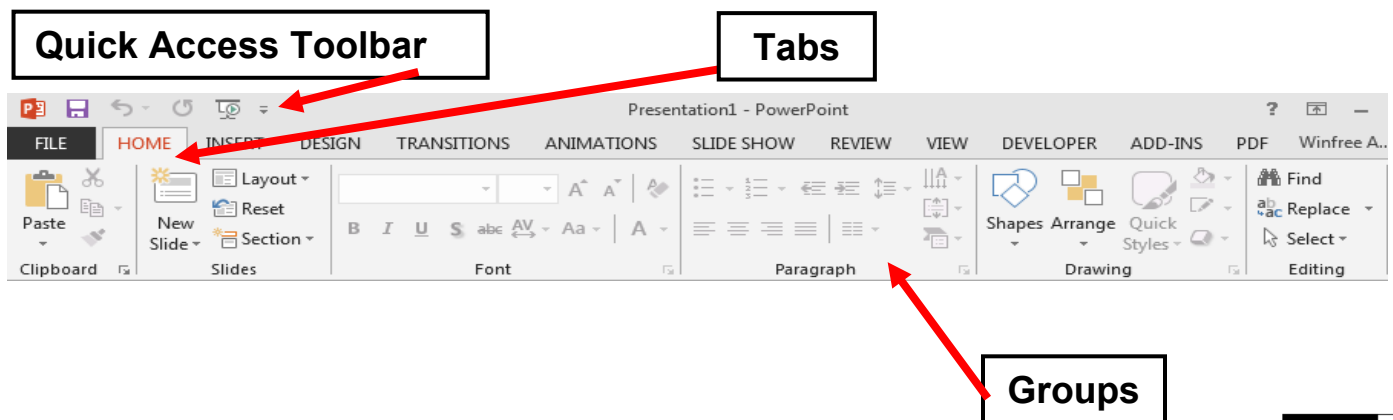 Quick Access Toolbar
Tabs
Presentation1 - PowerPoint ?
FILE HOME INSERT DESIGN TRANSITIONS ANIMATIONS SLIDE SHOW REVIEW VIEW DEVELOPER ADD-INS PDF Winfree A..
Paste
New
Slide
Layout
Reset
Section
B I U S abc AV Aa A
A A A
Shapes Arrange Quick
Styles
Find
Replace
Select
Clipboard Slides Font Paragraph Drawing Editing
Groups